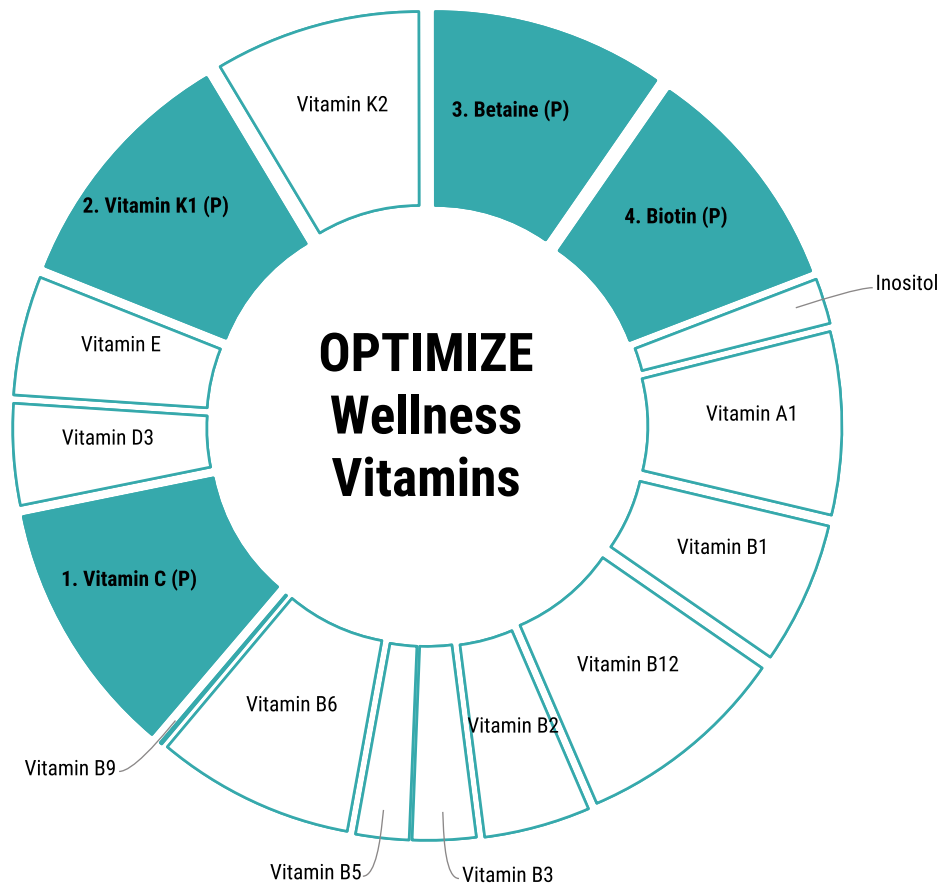 Vitamin K2
3. Betaine (P)
2. Vitamin K1 (P)
4. Biotin (P)
Inositol
Vitamin E
OPTIMIZE
Wellness
Vitamins
Vitamin A1
Vitamin D3
Vitamin B1
1. Vitamin C (P)
Vitamin B12
Vitamin B6
Vitamin B2
Vitamin B9
Vitamin B5
Vitamin B3